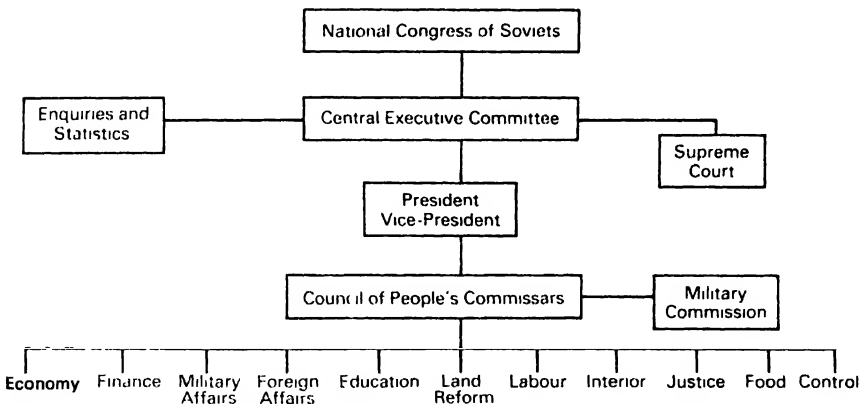 National Congress of Soviets
Enquiries and
Statistics
Central Executive Committee
Supreme
Court
President
Vice-President
Council of People's Commissars
Military
Commission
Economy
Finance
Military
Affairs
Foreign
Affairs
Education
Land
Reform
Labour
Interior
Justice
Food
Control